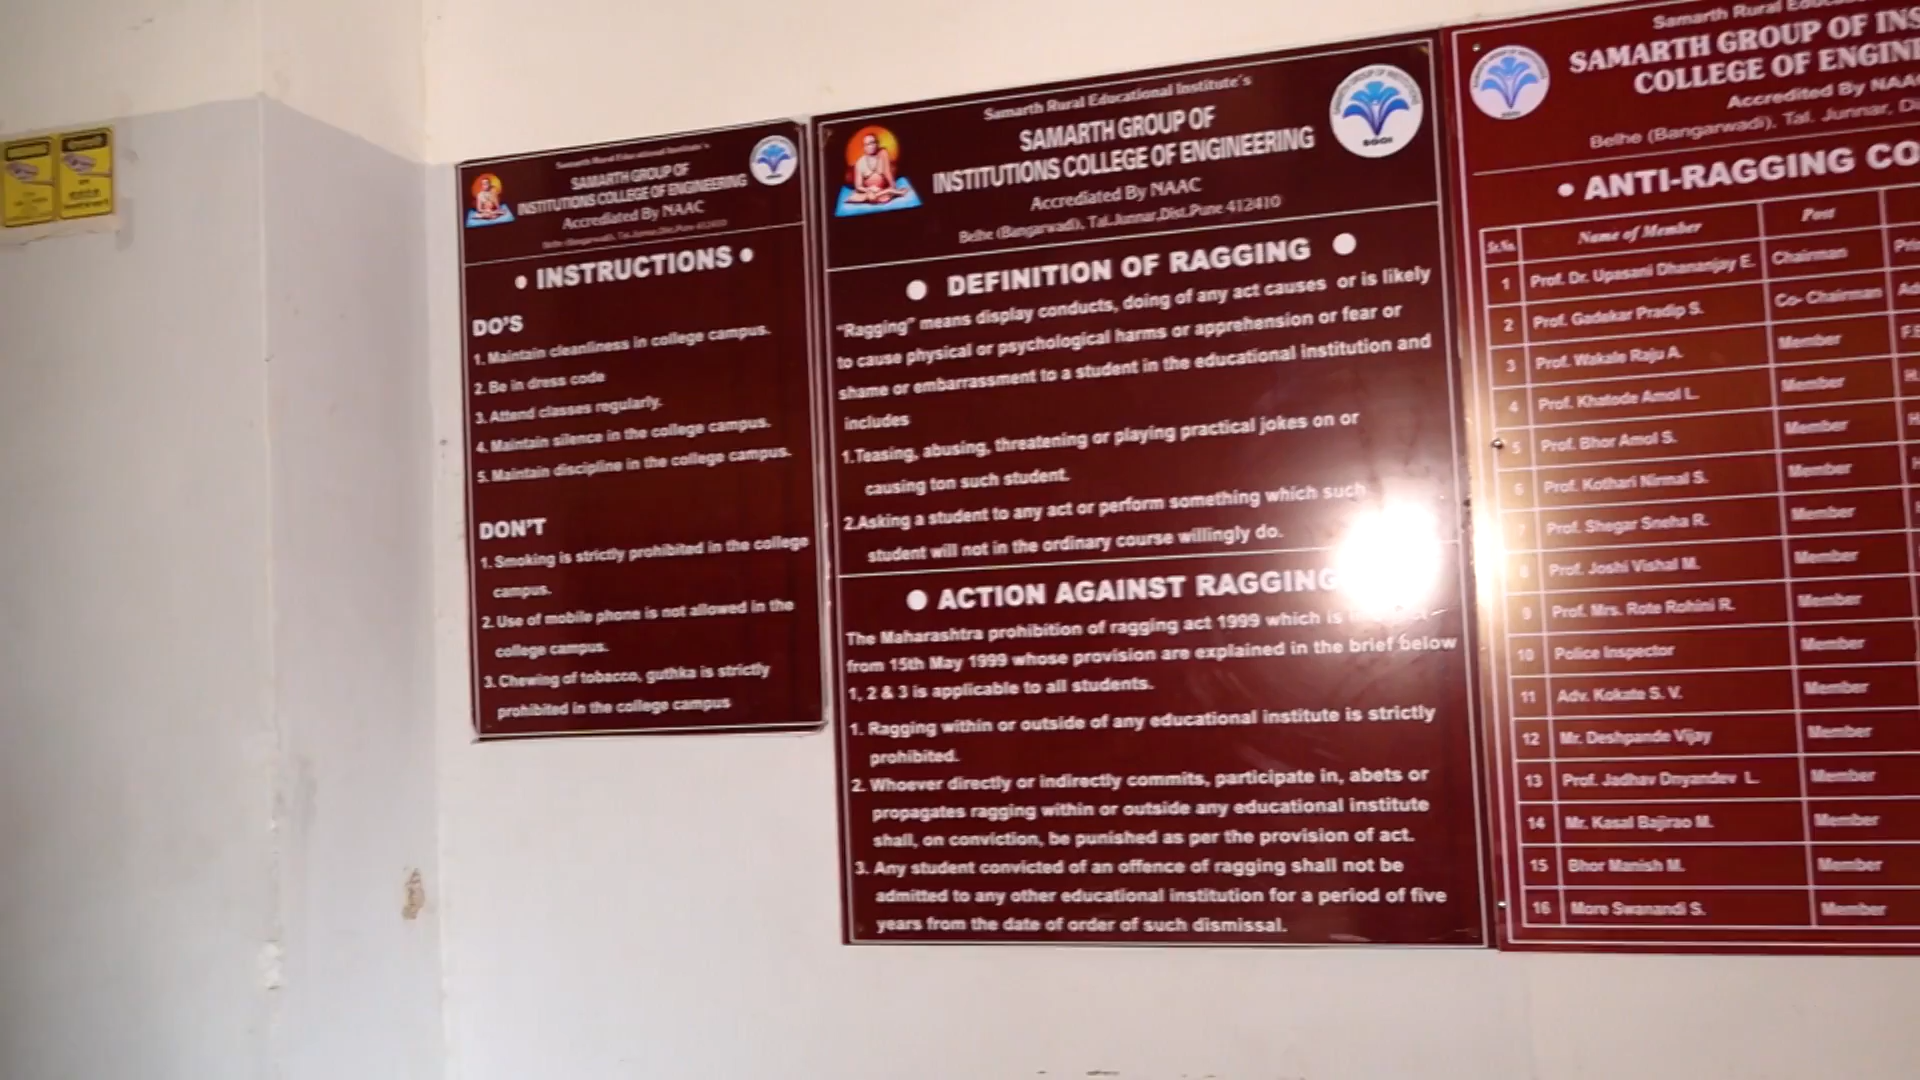 Samarth Rural Educational Institute's
SAMARTH GROUP OF
INSTITUTIONS COLLEGE OF ENGINEERING
Accrediated By NAAC
Belhe (Bangarwadi), Tal.Junnar,Dist.Pune 412410
• INSTRUCTIONS •
DO'S
1. Maintain cleanliness in college campus.
2. Be in dress code
3. Attend classes regularly.
4. Maintain silence in the college campus.
5. Maintain discipline in the college campus.
DON'T
1. Smoking is strictly prohibited in the college
campus.
2. Use of mobile phone is not allowed in the
college campus.
3. Chewing of tobacco, guthka is strictly
prohibited in the college campus
Samarth Rural Educational Institute's
SAMARTH GROUP OF
INSTITUTIONS COLLEGE OF ENGINEERING
Accrediated By NAAC
Belhe (Bangarwadi), Tal.Junnar,Dist.Pune 412410
SGOI
● DEFINITION OF RAGGING ●
"Ragging" means display conducts, doing of any act causes or is likely
to cause physical or psychological harms or apprehension or fear or
shame or embarrassment to a student in the educational institution and
includes
1.Teasing, abusing, threatening or playing practical jokes on or
causing ton such student.
2.Asking a student to any act or perform something which such
student will not in the ordinary course willingly do.
● ACTION AGAINST RAGGING
The Maharashtra prohibition of ragging act 1999 which is
from 15th May 1999 whose provision are explained in the brief below
1, 2 & 3 is applicable to all students.
1. Ragging within or outside of any educational institute is strictly
prohibited.
2. Whoever directly or indirectly commits, participate in, abets or
propagates ragging within or outside any educational institute
shall, on conviction, be punished as per the provision of act.
3. Any student convicted of an offence of ragging shall not be
admitted to any other educational institution for a period of five
years from the date of order of such dismissal.
Samarth Rural
SAMARTH GROUP OF INS
COLLEGE OF ENGIN
Accredited By NAA
Belhe (Bangarwadi), Tal. Junnar, Di
• ANTI-RAGGING CO
Sr.No. Name of Member Post
1 Prof. Dr. Upasani Dhananjay E. Chairman
2 Prof. Gadekar Pradip S. Co- Chairman
3 Prof. Wakale Raju A. Member
4 Prof. Khatode Amol L. Member
5 Prof. Bhor Amol S. Member
6 Prof. Kothari Nirmal S. Member
7 Prof. Shegar Sneha R. Member
8 Prof. Joshi Vishal M. Member
9 Prof. Mrs. Rote Rohini R. Member
10 Police Inspector Member
11 Adv. Kokate S. V. Member
12 Mr. Deshpande Vijay Member
13 Prof. Jadhav Dnyandev L. Member
14 Mr. Kasal Bajirao M. Member
15 Bhor Manish M. Member
16 More Swanandi S. Member